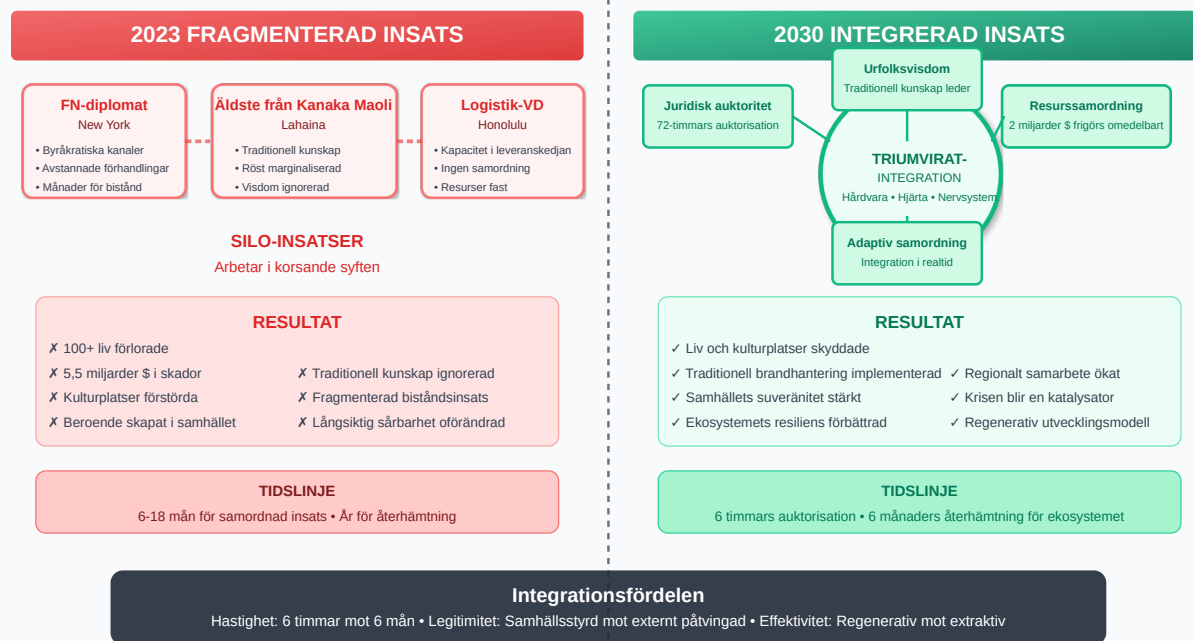 2023 FRAGMENTERAD INSATS
FN-diplomat
New York
• Byråkratiska kanaler
• Avstannade förhandlingar
• Månader för bistånd
Äldste från Kanaka Maoli
Lahaina
• Traditionell kunskap
• Röst marginaliserad
• Visdom ignorerad
Logistik-VD
Honolulu
• Kapacitet i leveranskedjan
• Ingen samordning
• Resurser fast
SILO-INSATSER
Arbetar i korsande syften
RESULTAT
✗ 100+ liv förlorade
✗ 5,5 miljarder $ i skador
✗ Kulturplatser förstörda
✗ Beroende skapat i samhället
✗ Traditionell kunskap ignorerad
✗ Fragmenterad biståndsinsats
✗ Långsiktig sårbarhet oförändrad
TIDSLINJE
6-18 mån för samordnad insats • År för återhämtning
2030 INTEGRERAD INSATS
Urfolksvisdom
Traditionell kunskap leder
Juridisk auktoritet
72-timmars auktorisation
Resurssamordning
2 miljarder $ frigörs omedelbart
TRIUMVIRAT-
INTEGRATION
Hårdvara • Hjärta • Nervsystem
Adaptiv samordning
Integration i realtid
RESULTAT
✓ Liv och kulturplatser skyddade
✓ Traditionell brandhantering implementerad
✓ Samhällets suveränitet stärkt
✓ Ekosystemets resiliens förbättrad
✓ Regionalt samarbete ökat
✓ Krisen blir en katalysator
✓ Regenerativ utvecklingsmodell
TIDSLINJE
6 timmars auktorisation • 6 månaders återhämtning för ekosystemet
Integrationsfördelen
Hastighet: 6 timmar mot 6 mån • Legitimitet: Samhällsstyrd mot externt påtvingad • Effektivitet: Regenerativ mot extraktiv